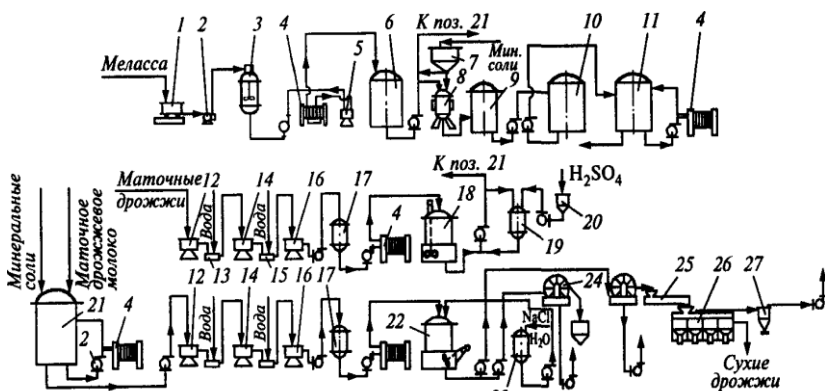 К поз. 21
1 2 3 4 5 6 7 8 9 10 11 4
Меласса
Мин.
соли
К поз. 21
H₂SO₄
Маточные
дрожжи
12 Вода 14 Вода 16 17 4 18 19 20
Минеральные
соли
Маточное
дрожжевое
молоко
21 2 4
12 13 Вода 14 15 Вода 16 17 22
NaCl
H₂O
24 25 26 27
Сухие
дрожжи